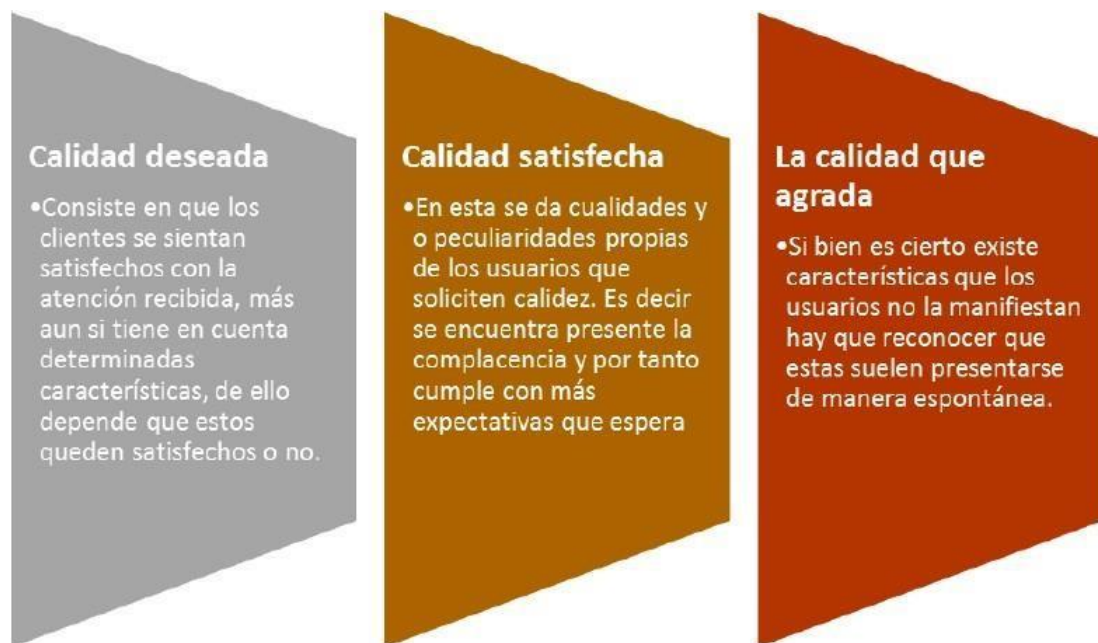 Calidad deseada
•Consiste en que los
clientes se sientan
satisfechos con la
atención recibida, más
aun si tiene en cuenta
determinadas
características, de ello
depende que estos
queden satisfechos o no.
Calidad satisfecha
•En esta se da cualidades y
o peculiaridades propias
de los usuarios que
soliciten calidez. Es decir
se encuentra presente la
complacencia y por tanto
cumple con más
expectativas que espera
La calidad que
agrada
•Si bien es cierto existe
características que los
usuarios no la manifiestan
hay que reconocer que
estas suelen presentarse
de manera espontánea.